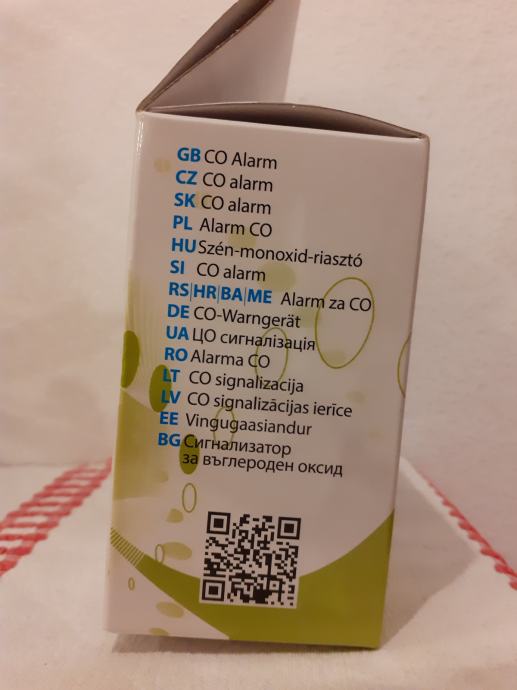 GB CO Alarm
CZ CO alarm
SK CO alarm
PL Alarm CO
HU Szén-monoxid-riasztó
SI CO alarm
RS|HR|BA|ME Alarm za CO
DE CO-Warngerät
UA ЦО сигналізація
RO Alarma CO
LT CO signalizacija
LV CO signalizācijas ierīce
EE Vingugaasiandur
BG Сигнализатор
за въглероден оксид